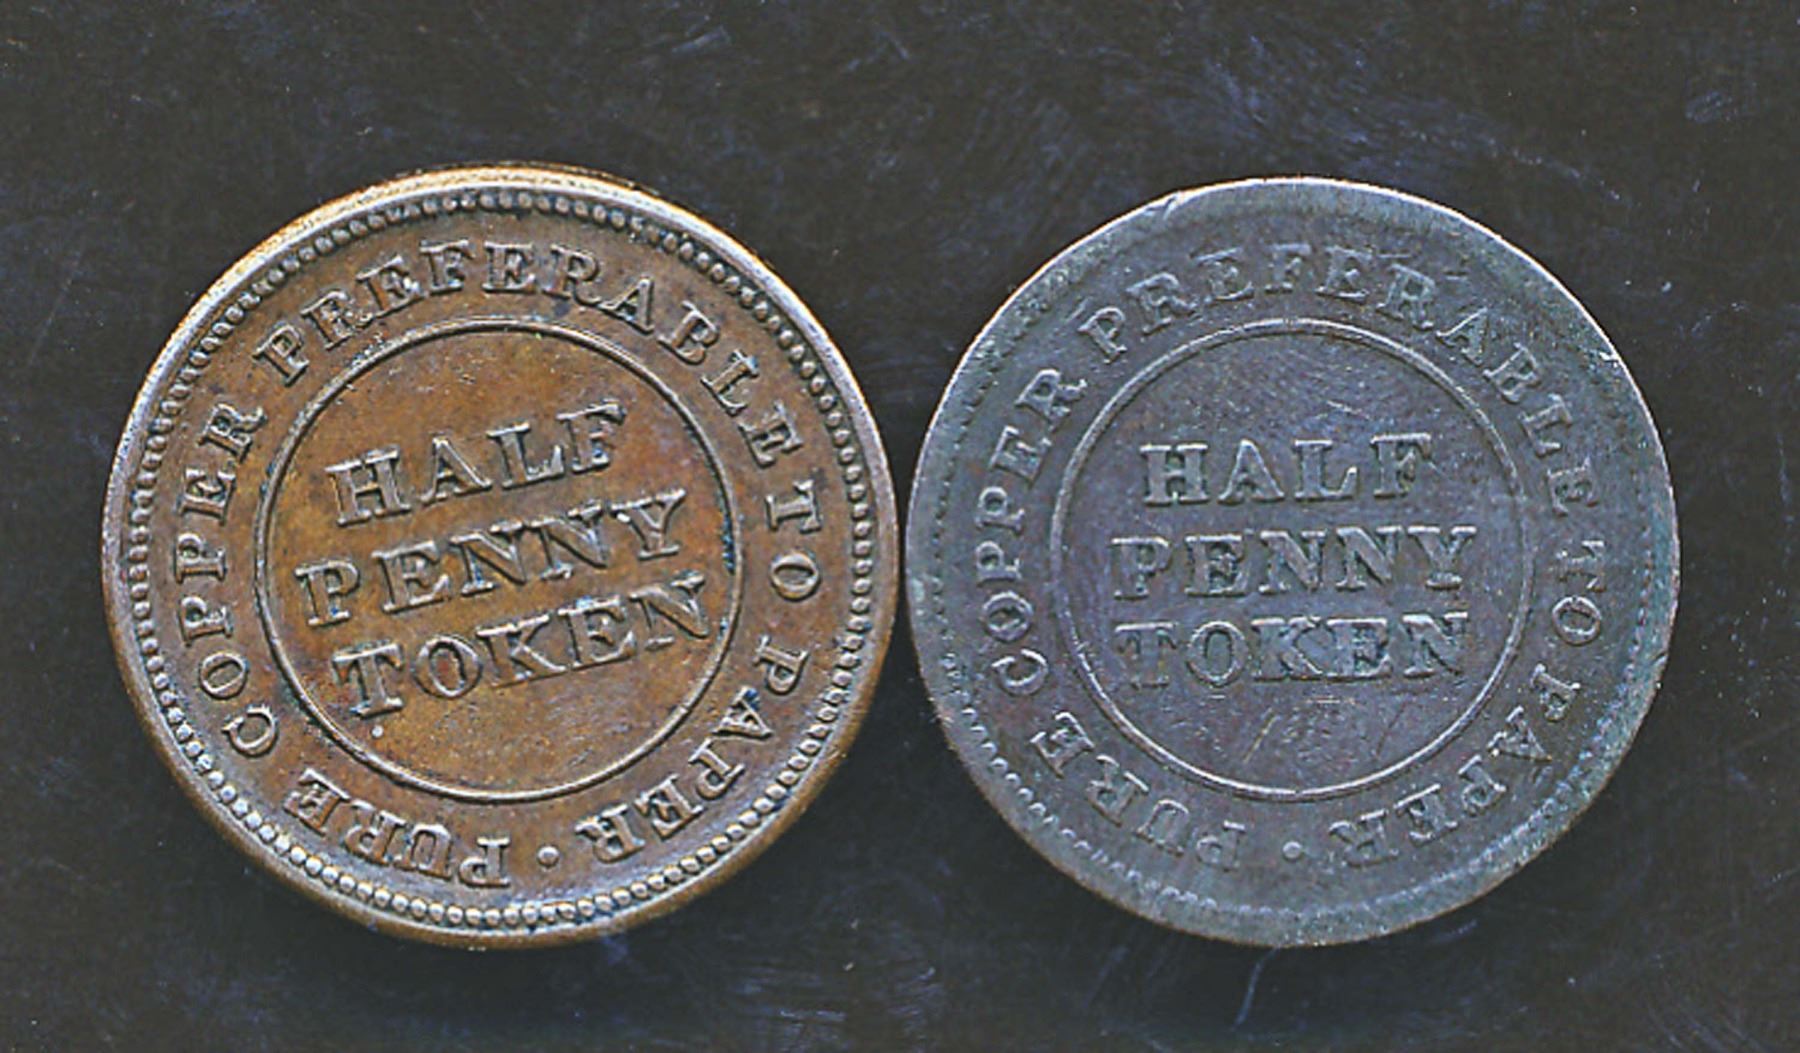 PURE COPPER PREFERABLE TO PAPER ·
HALF
PENNY
TOKEN
PURE COPPER PREFERABLE TO PAPER ·
HALF
PENNY
TOKEN